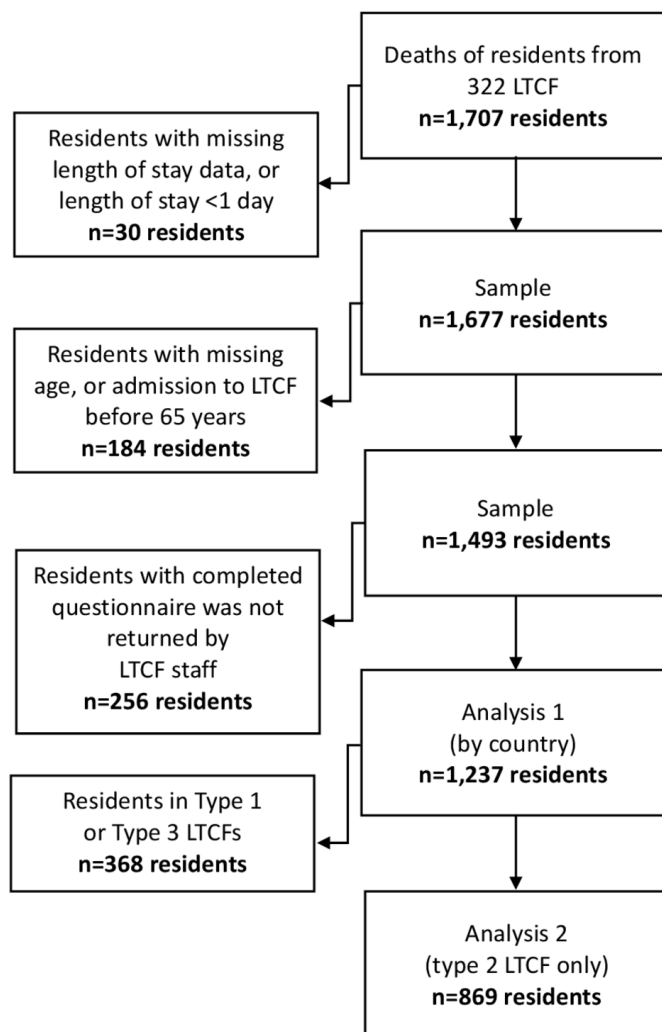 Deaths of residents from
322 LTCF
n=1,707 residents
Residents with missing
length of stay data, or
length of stay <1 day
n=30 residents
Sample
n=1,677 residents
Residents with missing
age, or admission to LTCF
before 65 years
n=184 residents
Sample
n=1,493 residents
Residents with completed
questionnaire was not
returned by
LTCF staff
n=256 residents
Analysis 1
(by country)
n=1,237 residents
Residents in Type 1
or Type 3 LTCFs
n=368 residents
Analysis 2
(type 2 LTCF only)
n=869 residents